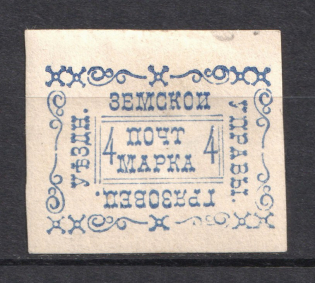 ЗЕМСКОЙ
УПРАВЫ.
ГРЯЗОВЕЦ.
УѢЗДН.
4 ПОЧТ 4
МАРКА